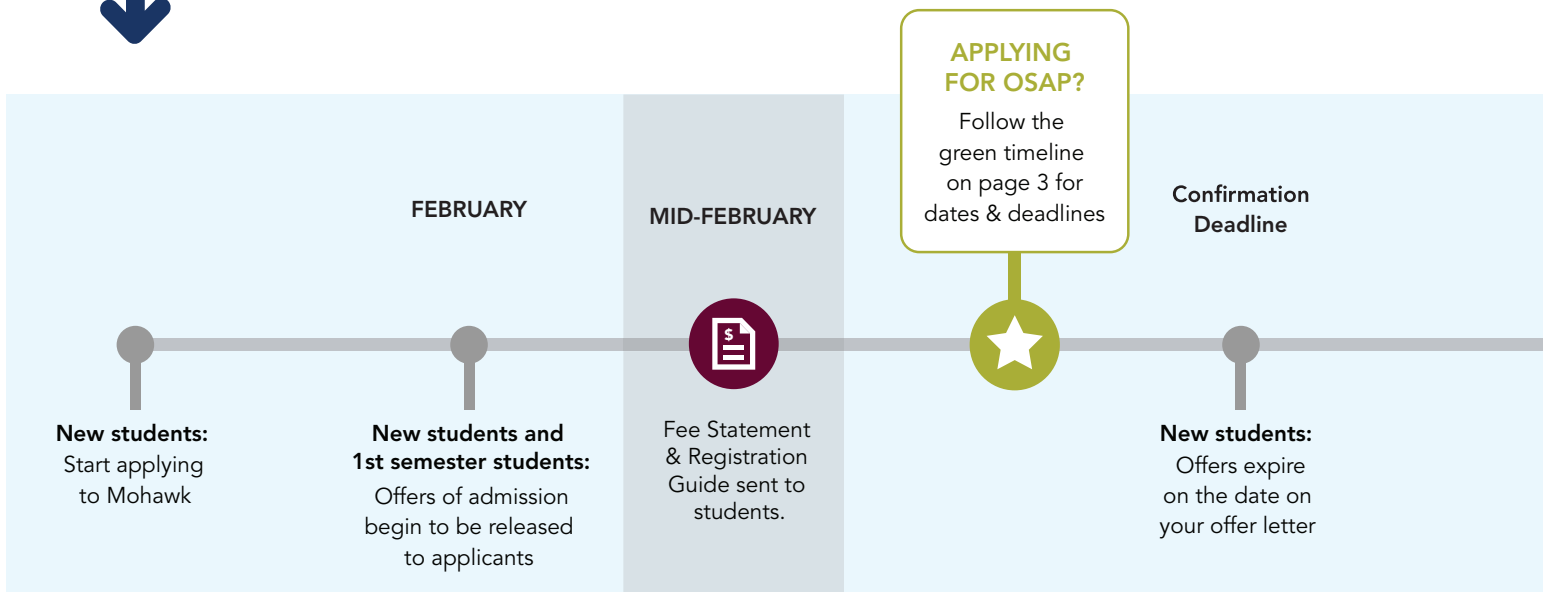 APPLYING
FOR OSAP?
Follow the
green timeline
on page 3 for
dates & deadlines
FEBRUARY
MID-FEBRUARY
Confirmation
Deadline
$
New students:
Start applying
to Mohawk
New students and
1st semester students:
Offers of admission
begin to be released
to applicants
Fee Statement
& Registration
Guide sent to
students.
New students:
Offers expire
on the date on
your offer letter